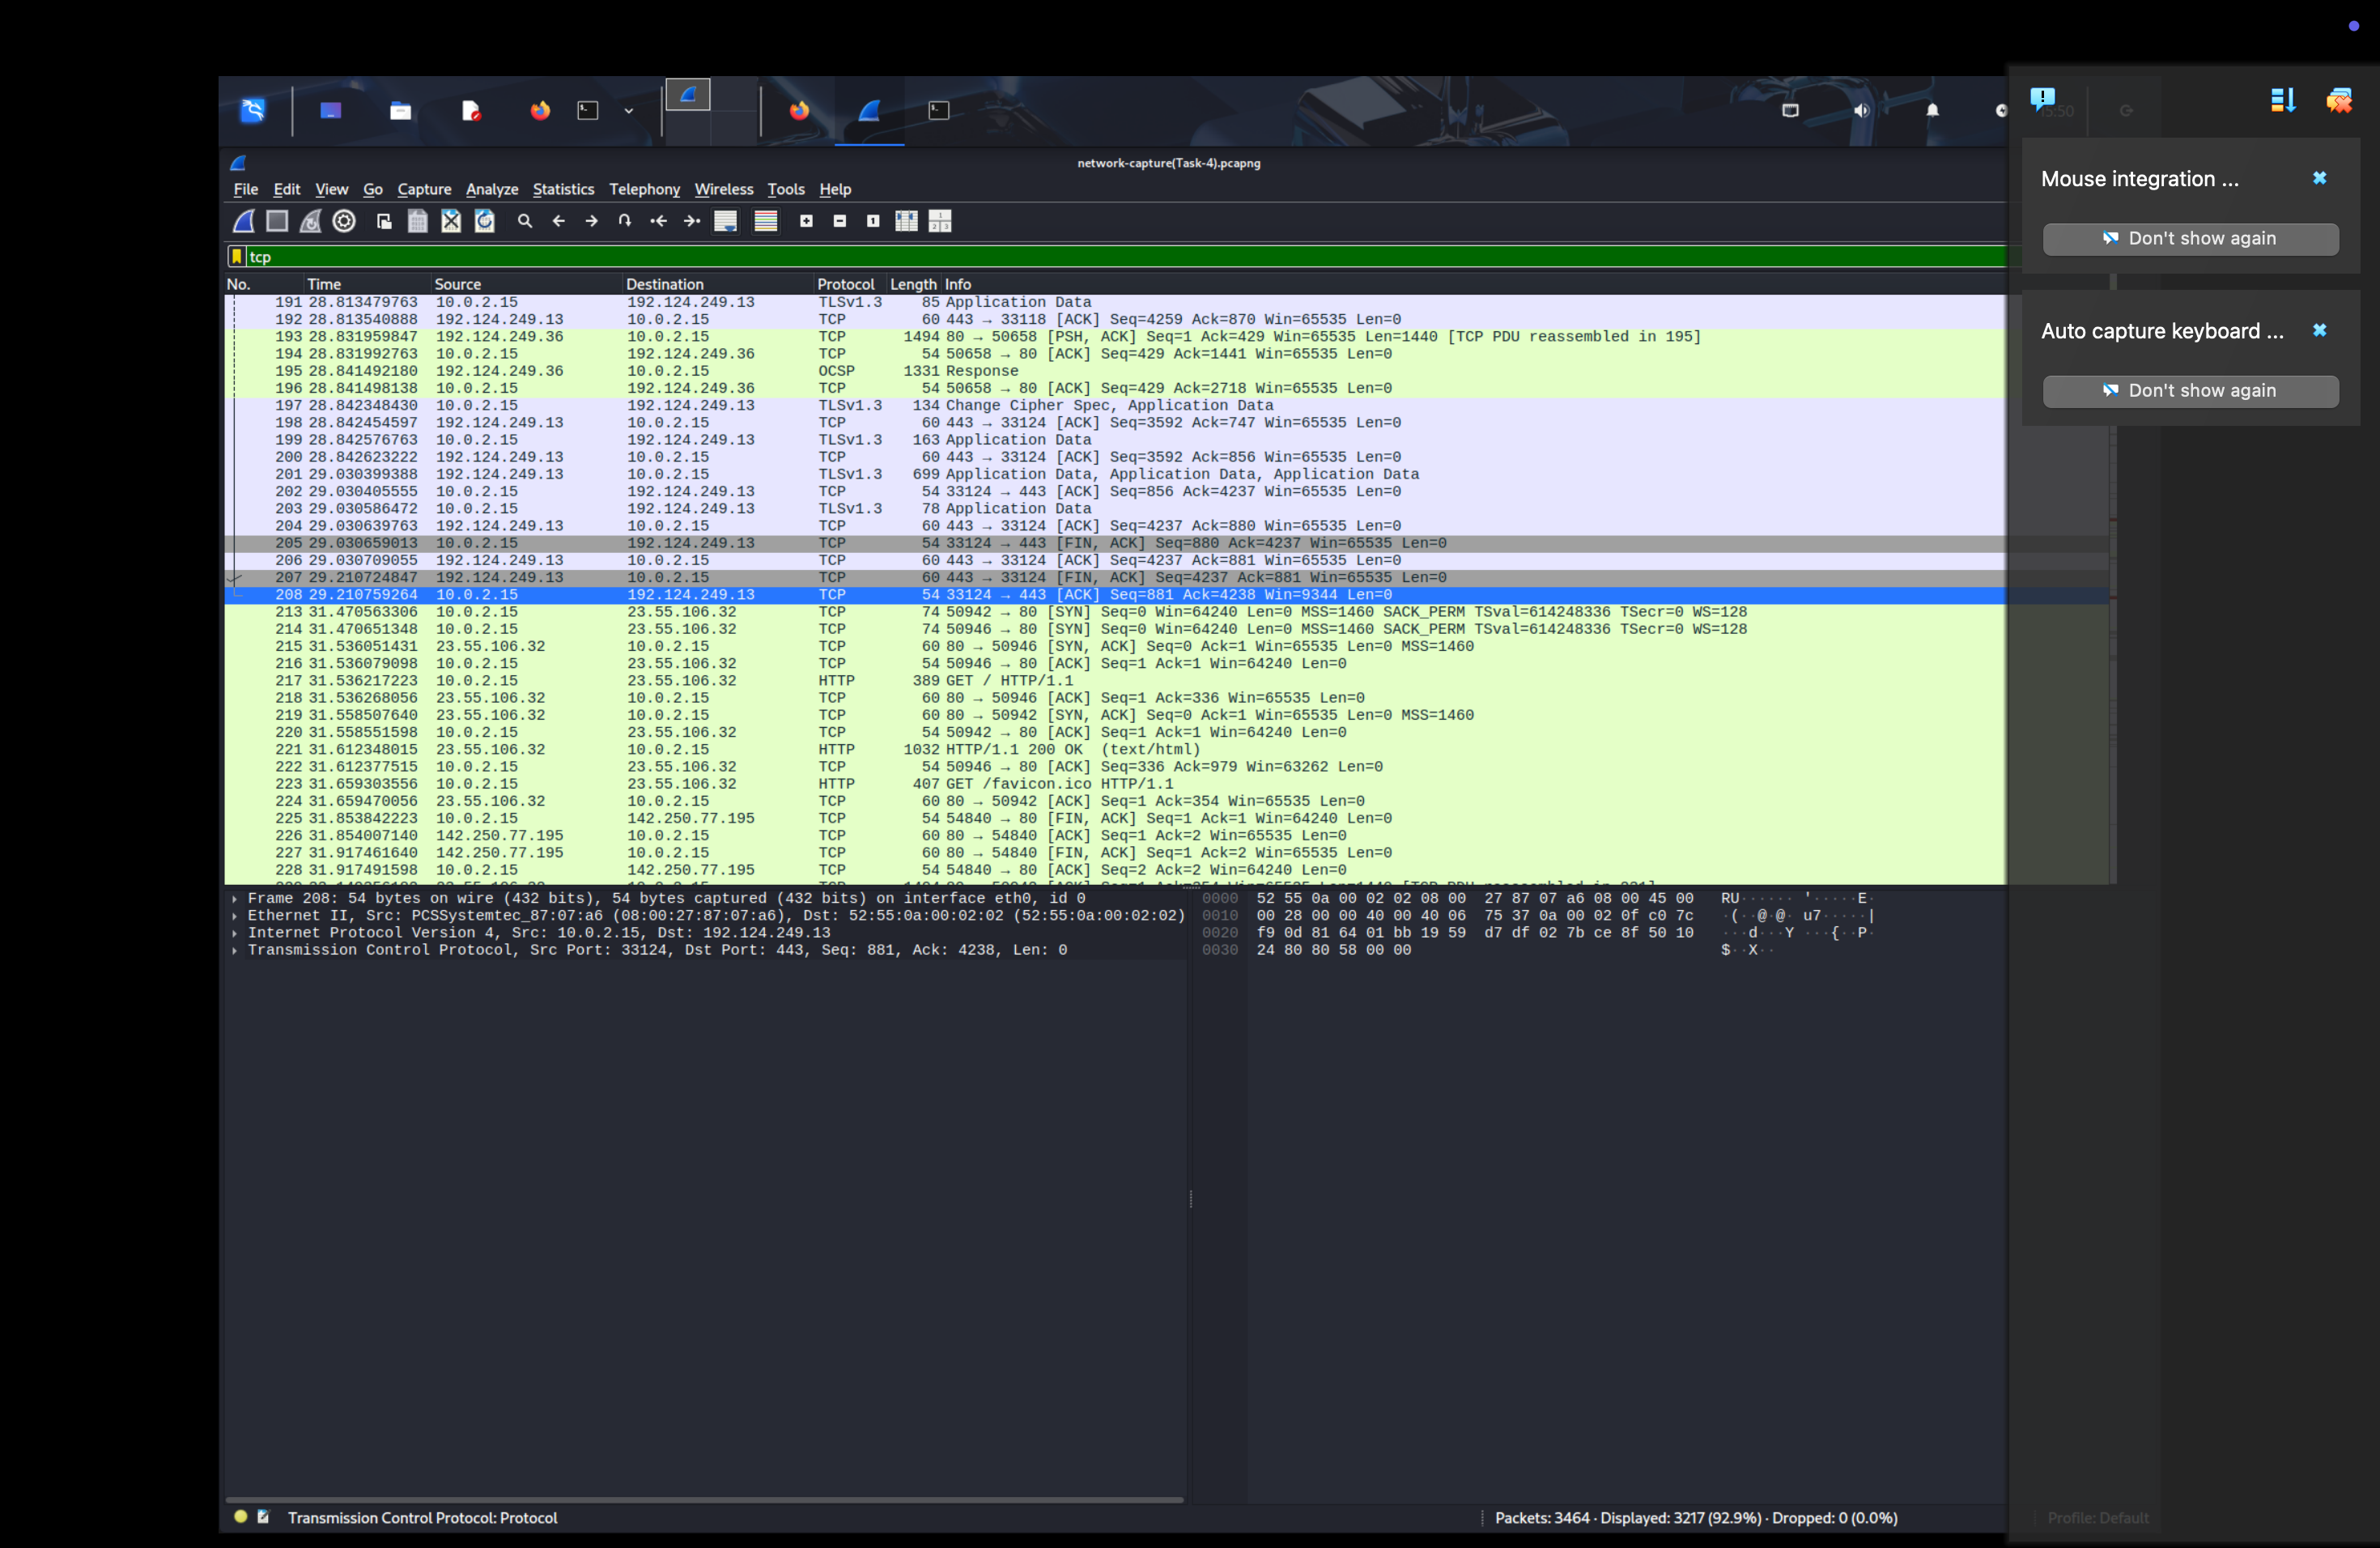 15:50
network-capture(Task-4).pcapng
Mouse integration ...
Don't show again
Auto capture keyboard ...
Don't show again
File Edit View Go Capture Analyze Statistics Telephony Wireless Tools Help
tcp
No. Time Source Destination Protocol Length Info
191 28.813479763 10.0.2.15 192.124.249.13 TLSv1.3 85 Application Data
192 28.813540888 192.124.249.13 10.0.2.15 TCP 60 443 → 33118 [ACK] Seq=4259 Ack=870 Win=65535 Len=0
193 28.831959847 192.124.249.36 10.0.2.15 TCP 1494 80 → 50658 [PSH, ACK] Seq=1 Ack=429 Win=65535 Len=1440 [TCP PDU reassembled in 195]
194 28.831992763 10.0.2.15 192.124.249.36 TCP 54 50658 → 80 [ACK] Seq=429 Ack=1441 Win=65535 Len=0
195 28.841492180 192.124.249.36 10.0.2.15 OCSP 1331 Response
196 28.841498138 10.0.2.15 192.124.249.36 TCP 54 50658 → 80 [ACK] Seq=429 Ack=2718 Win=65535 Len=0
197 28.842348430 10.0.2.15 192.124.249.13 TLSv1.3 134 Change Cipher Spec, Application Data
198 28.842454597 192.124.249.13 10.0.2.15 TCP 60 443 → 33124 [ACK] Seq=3592 Ack=747 Win=65535 Len=0
199 28.842576763 10.0.2.15 192.124.249.13 TLSv1.3 163 Application Data
200 28.842623222 192.124.249.13 10.0.2.15 TCP 60 443 → 33124 [ACK] Seq=3592 Ack=856 Win=65535 Len=0
201 29.030399388 192.124.249.13 10.0.2.15 TLSv1.3 699 Application Data, Application Data, Application Data
202 29.030405555 10.0.2.15 192.124.249.13 TCP 54 33124 → 443 [ACK] Seq=856 Ack=4237 Win=65535 Len=0
203 29.030586472 10.0.2.15 192.124.249.13 TLSv1.3 78 Application Data
204 29.030639763 192.124.249.13 10.0.2.15 TCP 60 443 → 33124 [ACK] Seq=4237 Ack=880 Win=65535 Len=0
205 29.030659013 10.0.2.15 192.124.249.13 TCP 54 33124 → 443 [FIN, ACK] Seq=880 Ack=4237 Win=65535 Len=0
206 29.030709055 192.124.249.13 10.0.2.15 TCP 60 443 → 33124 [ACK] Seq=4237 Ack=881 Win=65535 Len=0
207 29.210724847 192.124.249.13 10.0.2.15 TCP 60 443 → 33124 [FIN, ACK] Seq=4237 Ack=881 Win=65535 Len=0
208 29.210759264 10.0.2.15 192.124.249.13 TCP 54 33124 → 443 [ACK] Seq=881 Ack=4238 Win=9344 Len=0
213 31.470563306 10.0.2.15 23.55.106.32 TCP 74 50942 → 80 [SYN] Seq=0 Win=64240 Len=0 MSS=1460 SACK_PERM TSval=614248336 TSecr=0 WS=128
214 31.470651348 10.0.2.15 23.55.106.32 TCP 74 50946 → 80 [SYN] Seq=0 Win=64240 Len=0 MSS=1460 SACK_PERM TSval=614248336 TSecr=0 WS=128
215 31.536051431 23.55.106.32 10.0.2.15 TCP 60 80 → 50946 [SYN, ACK] Seq=0 Ack=1 Win=65535 Len=0 MSS=1460
216 31.536079098 10.0.2.15 23.55.106.32 TCP 54 50946 → 80 [ACK] Seq=1 Ack=1 Win=64240 Len=0
217 31.536217223 10.0.2.15 23.55.106.32 HTTP 389 GET / HTTP/1.1
218 31.536268056 23.55.106.32 10.0.2.15 TCP 60 80 → 50946 [ACK] Seq=1 Ack=336 Win=65535 Len=0
219 31.558507640 23.55.106.32 10.0.2.15 TCP 60 80 → 50942 [SYN, ACK] Seq=0 Ack=1 Win=65535 Len=0 MSS=1460
220 31.558551598 10.0.2.15 23.55.106.32 TCP 54 50942 → 80 [ACK] Seq=1 Ack=1 Win=64240 Len=0
221 31.612348015 23.55.106.32 10.0.2.15 HTTP 1032 HTTP/1.1 200 OK (text/html)
222 31.612377515 10.0.2.15 23.55.106.32 TCP 54 50946 → 80 [ACK] Seq=336 Ack=979 Win=63262 Len=0
223 31.659303556 10.0.2.15 23.55.106.32 HTTP 407 GET /favicon.ico HTTP/1.1
224 31.659470056 23.55.106.32 10.0.2.15 TCP 60 80 → 50942 [ACK] Seq=1 Ack=354 Win=65535 Len=0
225 31.853842223 10.0.2.15 142.250.77.195 TCP 54 54840 → 80 [FIN, ACK] Seq=1 Ack=1 Win=64240 Len=0
226 31.854007140 142.250.77.195 10.0.2.15 TCP 60 80 → 54840 [ACK] Seq=1 Ack=2 Win=65535 Len=0
227 31.917461640 142.250.77.195 10.0.2.15 TCP 60 80 → 54840 [FIN, ACK] Seq=1 Ack=2 Win=65535 Len=0
228 31.917491598 10.0.2.15 142.250.77.195 TCP 54 54840 → 80 [ACK] Seq=2 Ack=2 Win=64240 Len=0
Frame 208: 54 bytes on wire (432 bits), 54 bytes captured (432 bits) on interface eth0, id 0
Ethernet II, Src: PCSSystemtec_87:07:a6 (08:00:27:87:07:a6), Dst: 52:55:0a:00:02:02 (52:55:0a:00:02:02)
Internet Protocol Version 4, Src: 10.0.2.15, Dst: 192.124.249.13
Transmission Control Protocol, Src Port: 33124, Dst Port: 443, Seq: 881, Ack: 4238, Len: 0
0000 52 55 0a 00 02 02 08 00 27 87 07 a6 08 00 45 00 RU······ '·····E·
0010 00 28 00 00 40 00 40 06 75 37 0a 00 02 0f c0 7c ·(··@·@· u7·····|
0020 f9 0d 81 64 01 bb 19 59 d7 df 02 7b ce 8f 50 10 ···d···Y ···{··P·
0030 24 80 80 58 00 00 $··X··
Transmission Control Protocol: Protocol
Packets: 3464 · Displayed: 3217 (92.9%) · Dropped: 0 (0.0%)
Profile: Default